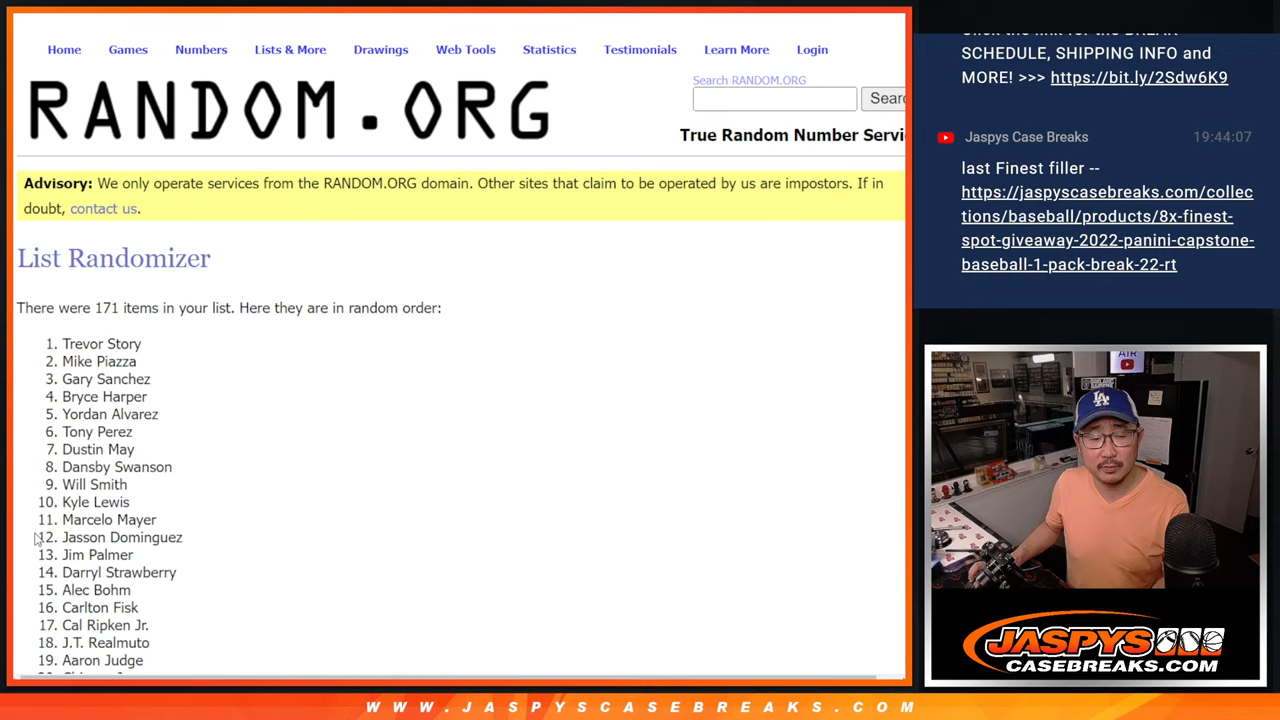 Home Games Numbers Lists & More Drawings Web Tools Statistics Testimonials Learn More Login
RANDOM.ORG
Search RANDOM.ORG
True Random Number Servi
Advisory: We only operate services from the RANDOM.ORG domain. Other sites that claim to be operated by us are impostors. If in
doubt, contact us.
List Randomizer
There were 171 items in your list. Here they are in random order:
1. Trevor Story
2. Mike Piazza
3. Gary Sanchez
4. Bryce Harper
5. Yordan Alvarez
6. Tony Perez
7. Dustin May
8. Dansby Swanson
9. Will Smith
10. Kyle Lewis
11. Marcelo Mayer
12. Jasson Dominguez
13. Jim Palmer
14. Darryl Strawberry
15. Alec Bohm
16. Carlton Fisk
17. Cal Ripken Jr.
18. J.T. Realmuto
19. Aaron Judge
SCHEDULE, SHIPPING INFO and
MORE! >>> https://bit.ly/2Sdw6K9
Jaspys Case Breaks 19:44:07
last Finest filler --
https://jaspyscasebreaks.com/collec
tions/baseball/products/8x-finest-
spot-giveaway-2022-panini-capstone-
baseball-1-pack-break-22-rt
AIR
LA
JASPYS
CASEBREAKS.COM
WWW.JASPYSCASEBREAKS.COM